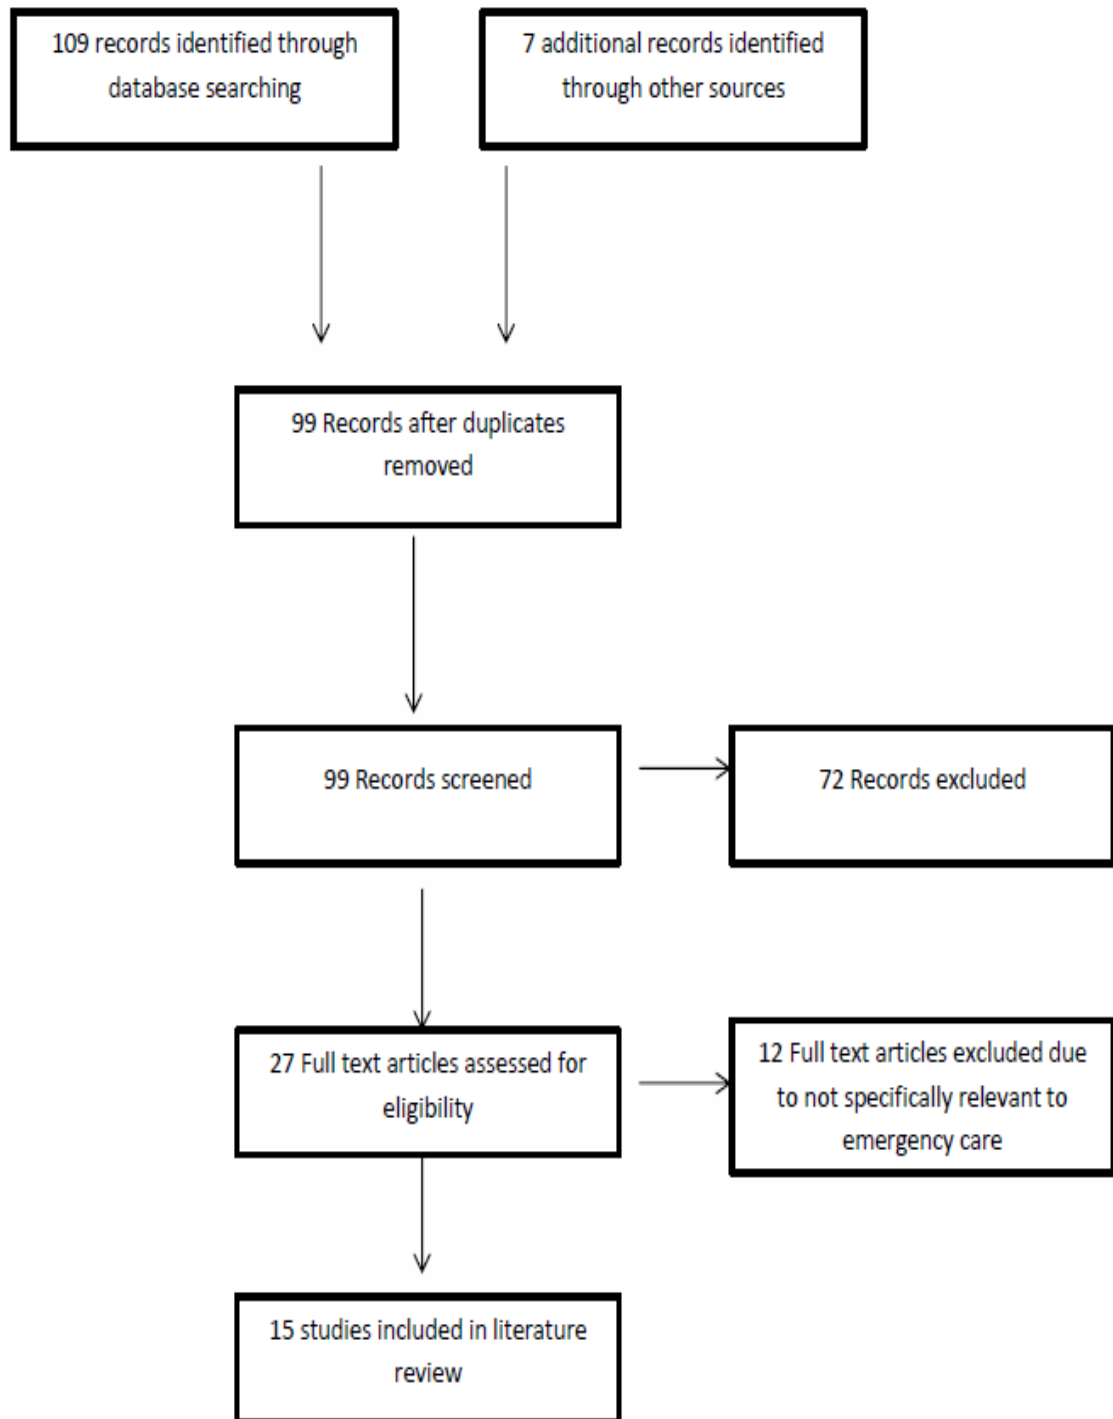 109 records identified through
database searching
7 additional records identified
through other sources
99 Records after duplicates
removed
99 Records screened
72 Records excluded
27 Full text articles assessed for
eligibility
12 Full text articles excluded due
to not specifically relevant to
emergency care
15 studies included in literature
review